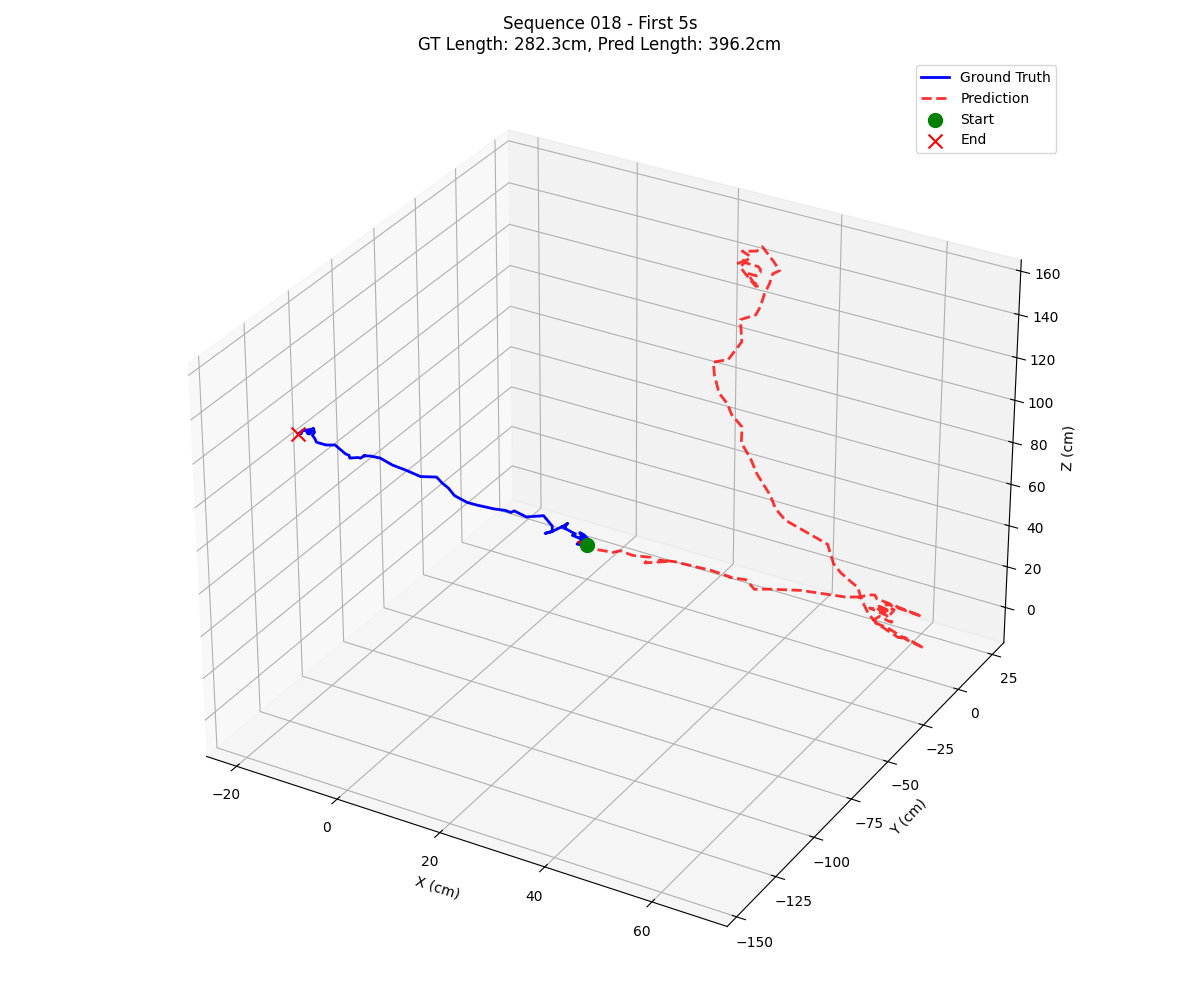 Sequence 018 - First 5s
GT Length: 282.3cm, Pred Length: 396.2cm
Ground Truth
Prediction
Start
End
160
140
120
100
80
60
40
20
0
Z (cm)
25
0
−25
−50
−75
−100
−125
−150
Y (cm)
−20
0
20
40
60
X (cm)